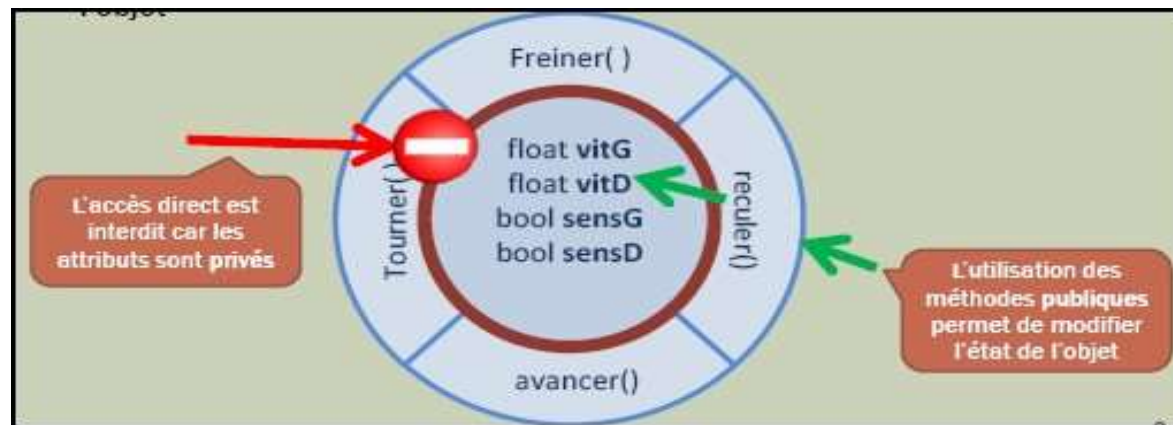 l'objet
Freiner( )
float vitG
float vitD
bool sensG
bool sensD
Tourner( )
reculer()
avancer()
L'accès direct est
interdit car les
attributs sont privés
L'utilisation des
méthodes publiques
permet de modifier
l'état de l'objet